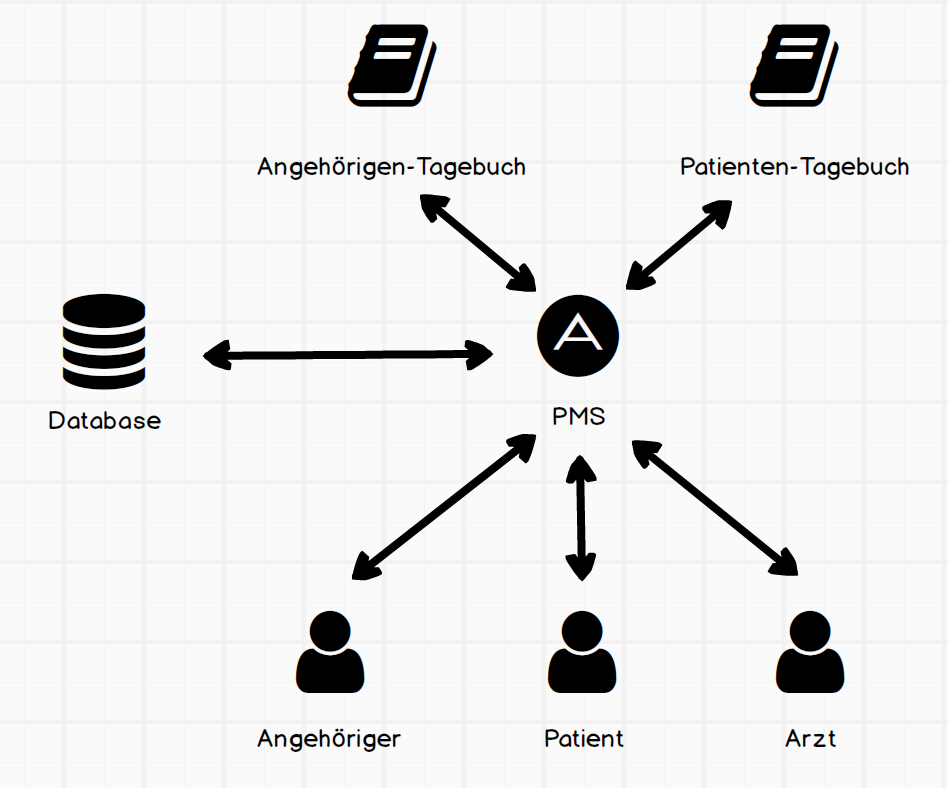 Angehörigen-Tagebuch
Patienten-Tagebuch
A
PMS
Database
Angehöriger
Patient
Arzt